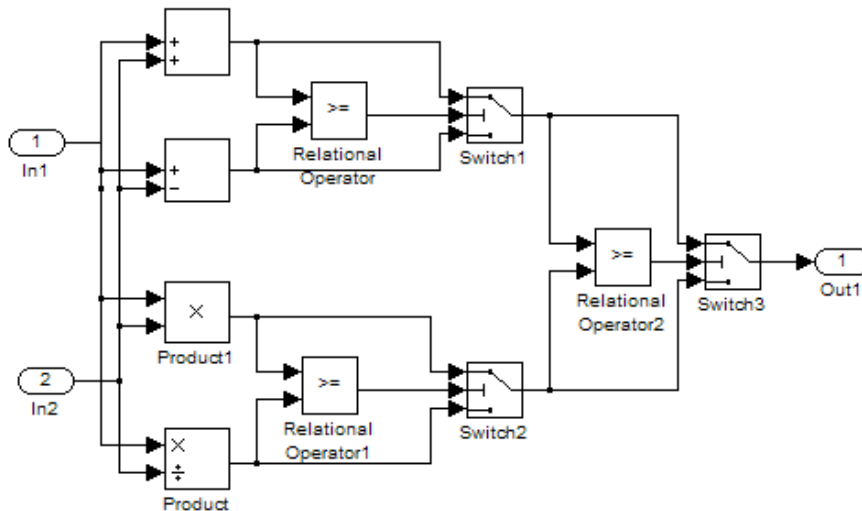 +
+
>=
Relational
Operator
Switch1
1
In1
+
−
>=
Relational
Operator2
Switch3
1
Out1
×
Product1
2
In2
>=
Relational
Operator1
Switch2
×
÷
Product